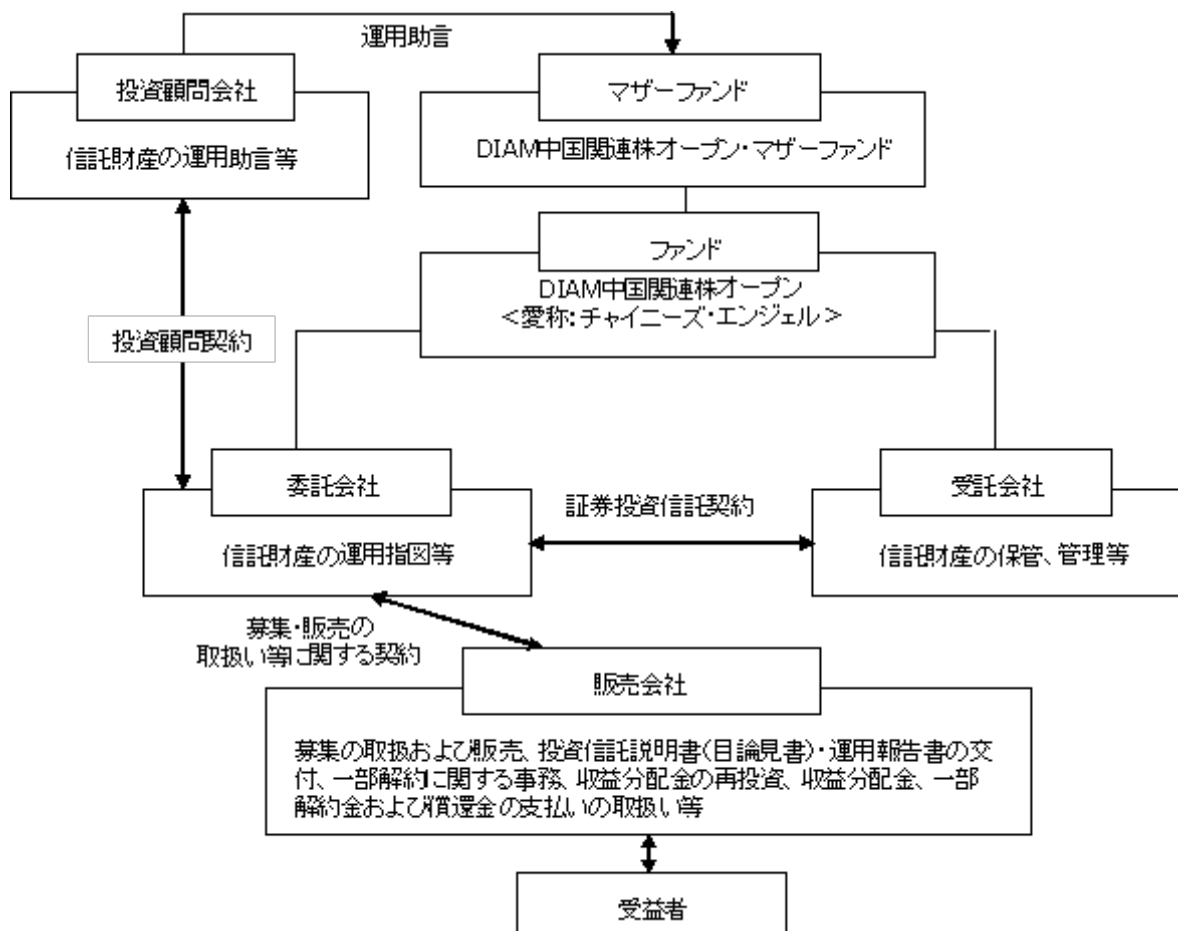 運用助言
投資顧問会社
信託財産の運用助言等
マザーファンド
DIAM中国関連株オープン・マザーファンド
ファンド
DIAM中国関連株オープン
<愛称:チャイニーズ・エンジェル>
投資顧問契約
委託会社
信託財産の運用指図等
証券投資信託契約
受託会社
信託財産の保管、管理等
募集・販売の
取扱い等に関する契約
販売会社
募集の取扱および販売、投資信託説明書(目論見書)・運用報告書の交
付、一部解約に関する事務、収益分配金の再投資、収益分配金、一部
解約金および償還金の支払いの取扱い等
受益者